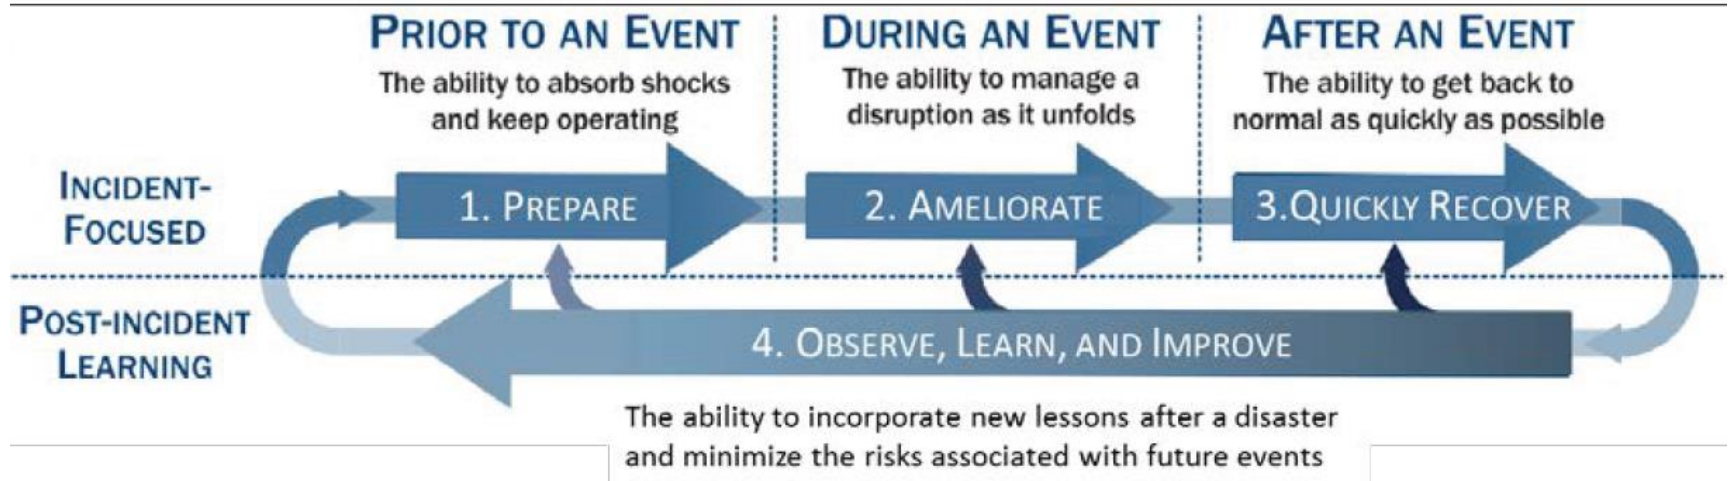 PRIOR TO AN EVENT
The ability to absorb shocks
and keep operating
DURING AN EVENT
The ability to manage a
disruption as it unfolds
AFTER AN EVENT
The ability to get back to
normal as quickly as possible
INCIDENT-
FOCUSED
1. PREPARE
2. AMELIORATE
3.QUICKLY RECOVER
POST-INCIDENT
LEARNING
4. OBSERVE, LEARN, AND IMPROVE
The ability to incorporate new lessons after a disaster
and minimize the risks associated with future events